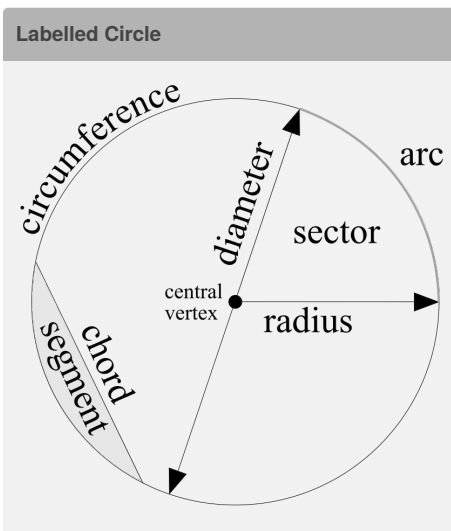 Labelled Circle
circumference
arc
diameter
sector
central
vertex
radius
chord
segment